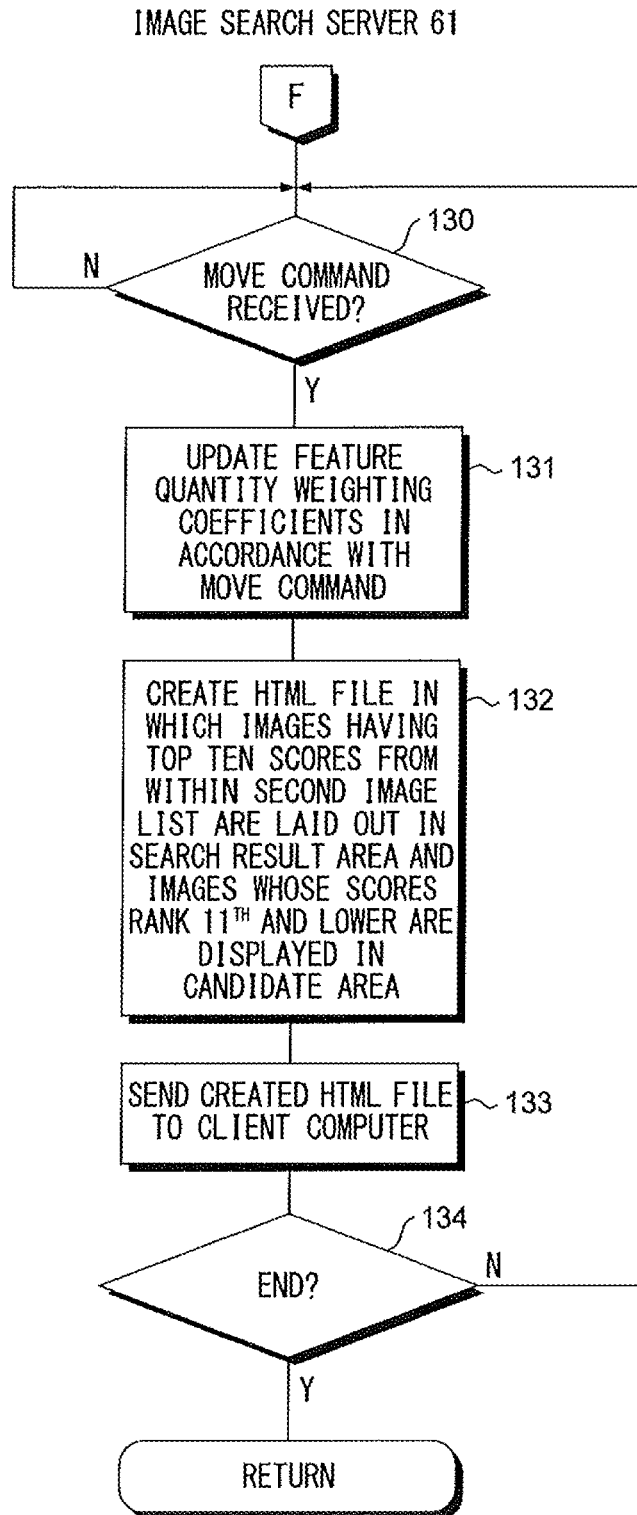 IMAGE SEARCH SERVER 61
F
130
N
MOVE COMMAND
RECEIVED?
Y
UPDATE FEATURE
QUANTITY WEIGHTING
COEFFICIENTS IN
ACCORDANCE WITH
MOVE COMMAND
131
CREATE HTML FILE IN
WHICH IMAGES HAVING
TOP TEN SCORES FROM
WITHIN SECOND IMAGE
LIST ARE LAID OUT IN
SEARCH RESULT AREA AND
IMAGES WHOSE SCORES
RANK 11TH AND LOWER ARE
DISPLAYED IN
CANDIDATE AREA
132
SEND CREATED HTML FILE
TO CLIENT COMPUTER
133
134
END?
N
Y
RETURN